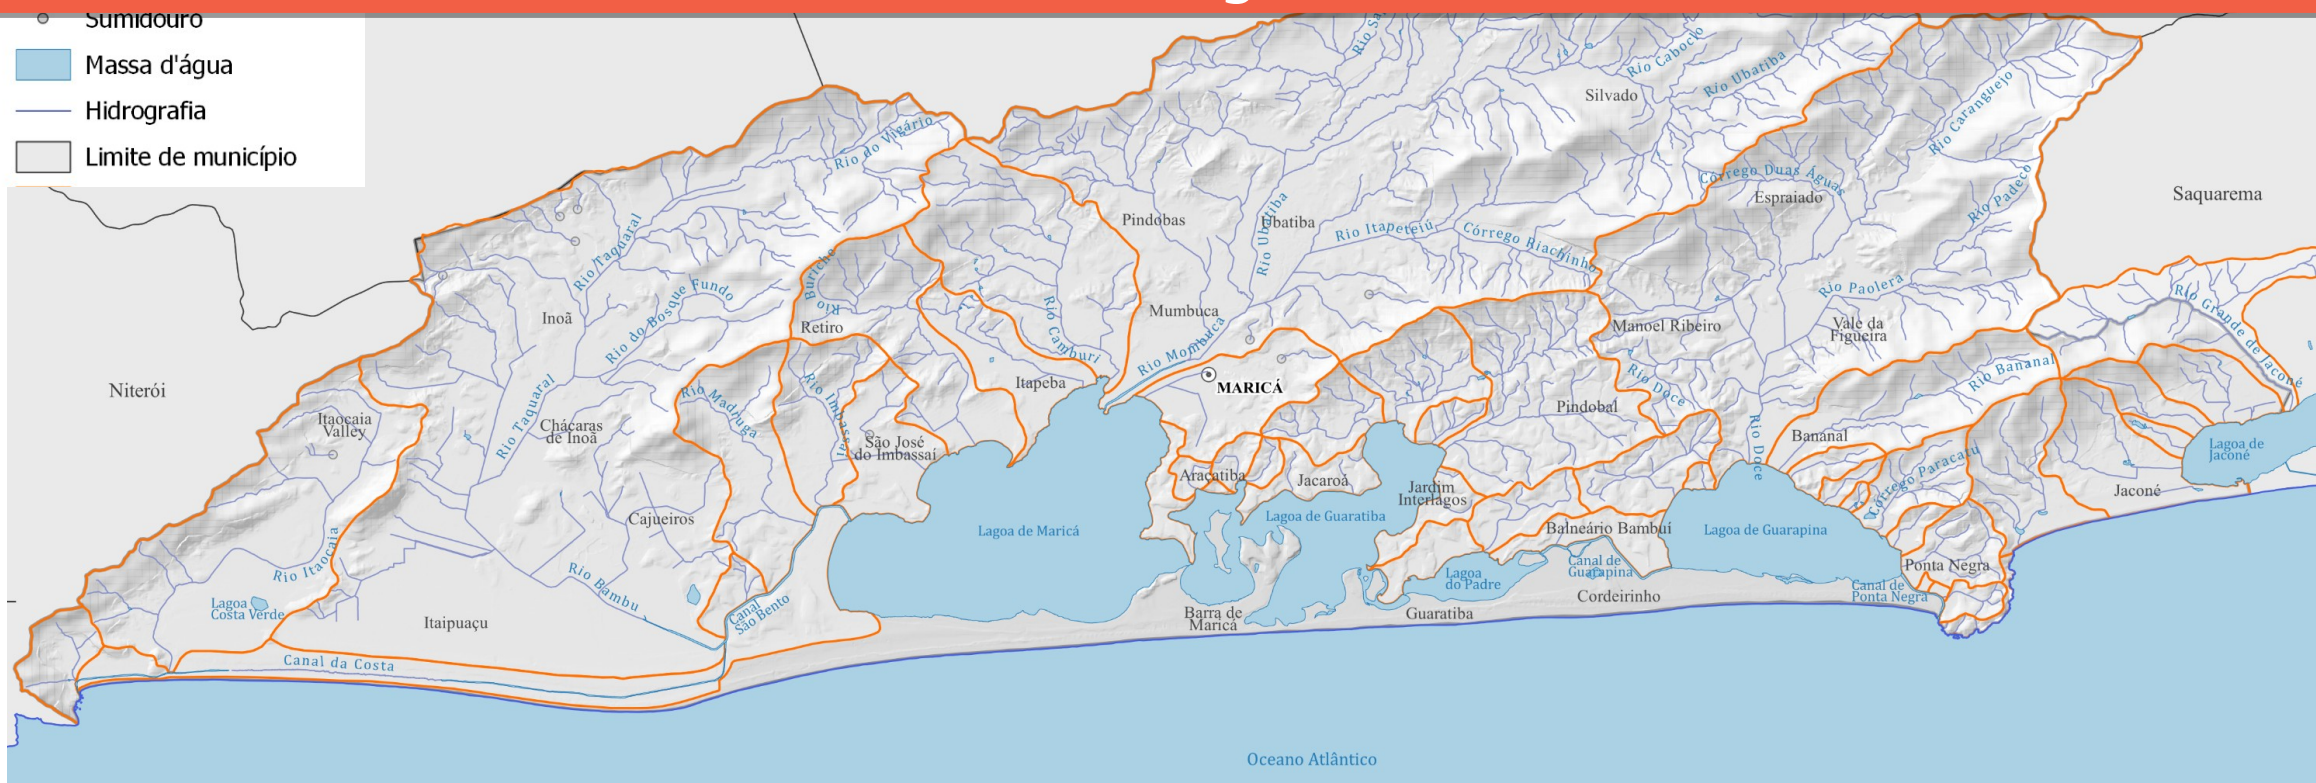 Sumidouro
Massa d'água
Hidrografia
Limite de município
Rio Caboclo
Rio Ubatiba
Silvado
Rio Caranguejo
Rio do Vigário
Córrego Duas Águas
Espraiado
Rio Padeco
Saquarema
Pindobas
Ubatiba
Rio Ubatiba
Rio Itapeteiú
Córrego Riachinho
Rio Taquaral
Rio do Bosque Fundo
Rio Buriche
Retiro
Inoã
Rio Camburi
Mumbuca
Rio Mombuca
Manoel Ribeiro
Rio Paolera
Vale da
Figueira
Rio Grande de Jaconé
Niterói
Itaocaia
Valley
Rio Taquaral
Chácaras
de Inoã
Rio Madruga
Rio Imbassaí
São José
do Imbassaí
Itapeba
MARICÁ
Rio Doce
Pindobal
Rio Bananal
Bananal
Rio Doce
Córrego Paracatu
Lagoa de
Jaconé
Jaconé
Araçatiba
Jacaroá
Jardim
Interlagos
Cajueiros
Lagoa de Maricá
Lagoa de Guaratiba
Balneário Bambuí
Lagoa de Guarapina
Rio Itaocaia
Rio Bambu
Lagoa
do Padre
Canal de
Guarapina
Ponta Negra
Canal de
Ponta Negra
Lagoa
Costa Verde
Itaipuaçu
Canal
São Bento
Barra de
Maricá
Guaratiba
Cordeirinho
Canal da Costa
Oceano Atlântico